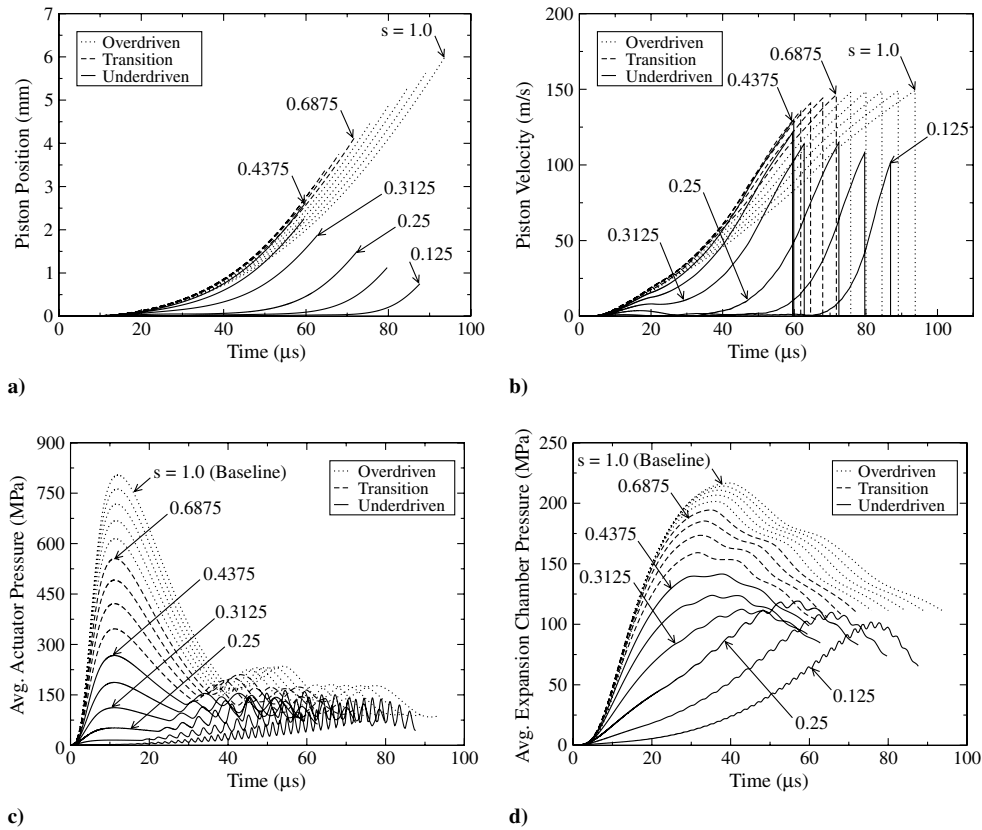 7
6
5
4
3
2
1
0
Piston Position (mm)
Overdriven
Transition
Underdriven
s = 1.0
0.6875
0.4375
0.3125
0.25
0.125
0 20 40 60 80 100
Time (μs)
a)
200
150
100
50
0
Piston Velocity (m/s)
Overdriven
Transition
Underdriven
0.6875
s = 1.0
0.4375
0.125
0.25
0.3125
0 20 40 60 80 100
Time (μs)
b)
900
750
600
450
300
150
0
Avg. Actuator Pressure (MPa)
s = 1.0 (Baseline)
Overdriven
Transition
Underdriven
0.6875
0.4375
0.3125
0.25
0 20 40 60 80 100
Time (μs)
c)
250
200
150
100
50
0
Avg. Expansion Chamber Pressure (MPa)
s = 1.0 (Baseline)
Overdriven
Transition
Underdriven
0.6875
0.4375
0.3125
0.125
0.25
0 20 40 60 80 100
Time (μs)
d)